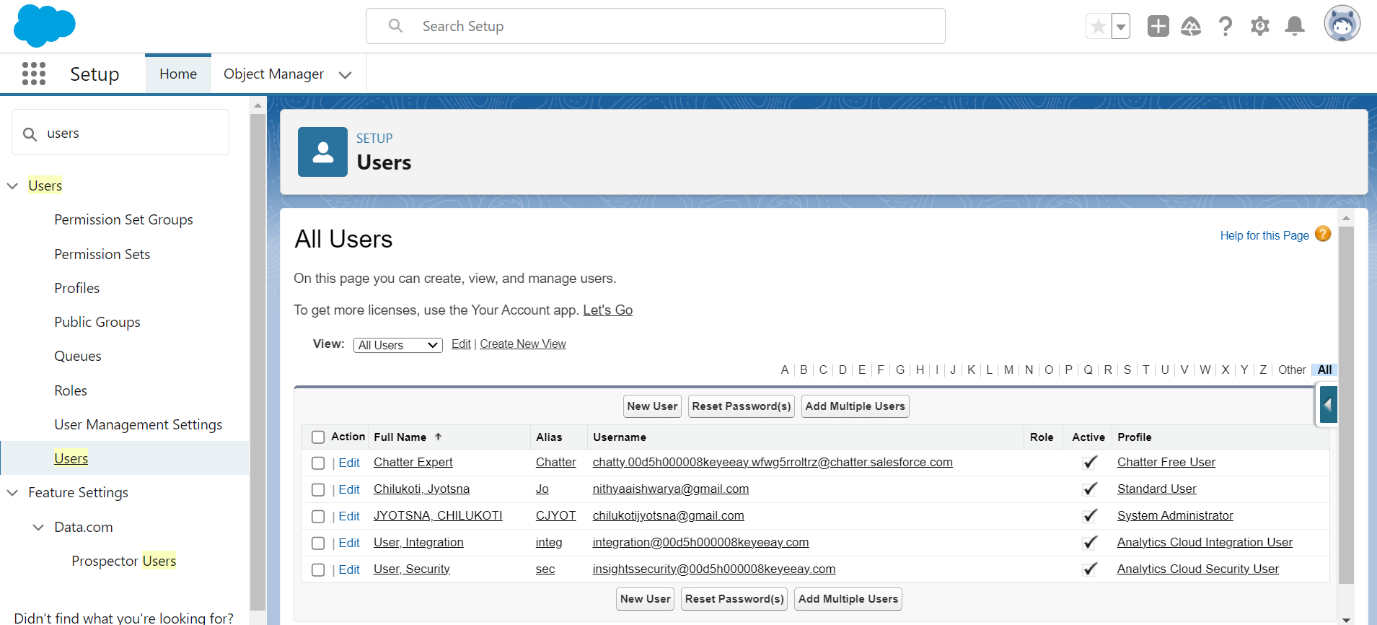 Search Setup
Setup
Home
Object Manager
users
Users
Permission Set Groups
Permission Sets
Profiles
Public Groups
Queues
Roles
User Management Settings
Users
Feature Settings
Data.com
Prospector Users
Didn't find what you're looking for?
SETUP
Users
All Users
Help for this Page ?
On this page you can create, view, and manage users.
To get more licenses, use the Your Account app. Let's Go
View: All Users Edit | Create New View
A | B | C | D | E | F | G | H | I | J | K | L | M | N | O | P | Q | R | S | T | U | V | W | X | Y | Z | Other All
New User Reset Password(s) Add Multiple Users
Action Full Name ↑ Alias Username Role Active Profile
| Edit Chatter Expert Chatter chatty.00d5h000008keyeeay.wfwg5rroltrz@chatter.salesforce.com Chatter Free User
| Edit Chilukoti, Jyotsna Jo nithyaaishwarya@gmail.com Standard User
| Edit JYOTSNA, CHILUKOTI CJYOT chilukotijyotsna@gmail.com System Administrator
| Edit User, Integration integ integration@00d5h000008keyeeay.com Analytics Cloud Integration User
| Edit User, Security sec insightssecurity@00d5h000008keyeeay.com Analytics Cloud Security User
New User Reset Password(s) Add Multiple Users